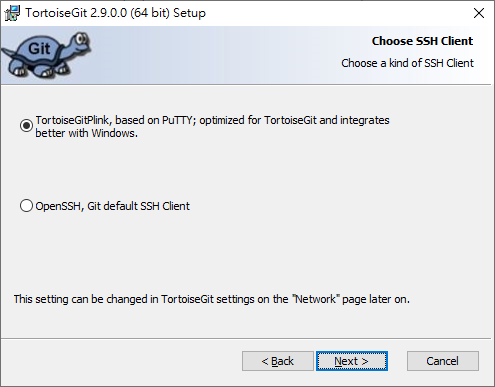 TortoiseGit 2.9.0.0 (64 bit) Setup
Git
Choose SSH Client
Choose a kind of SSH Client
TortoiseGitPlink, based on PuTTY; optimized for TortoiseGit and integrates
better with Windows.
OpenSSH, Git default SSH Client
This setting can be changed in TortoiseGit settings on the "Network" page later on.
< Back
Next >
Cancel